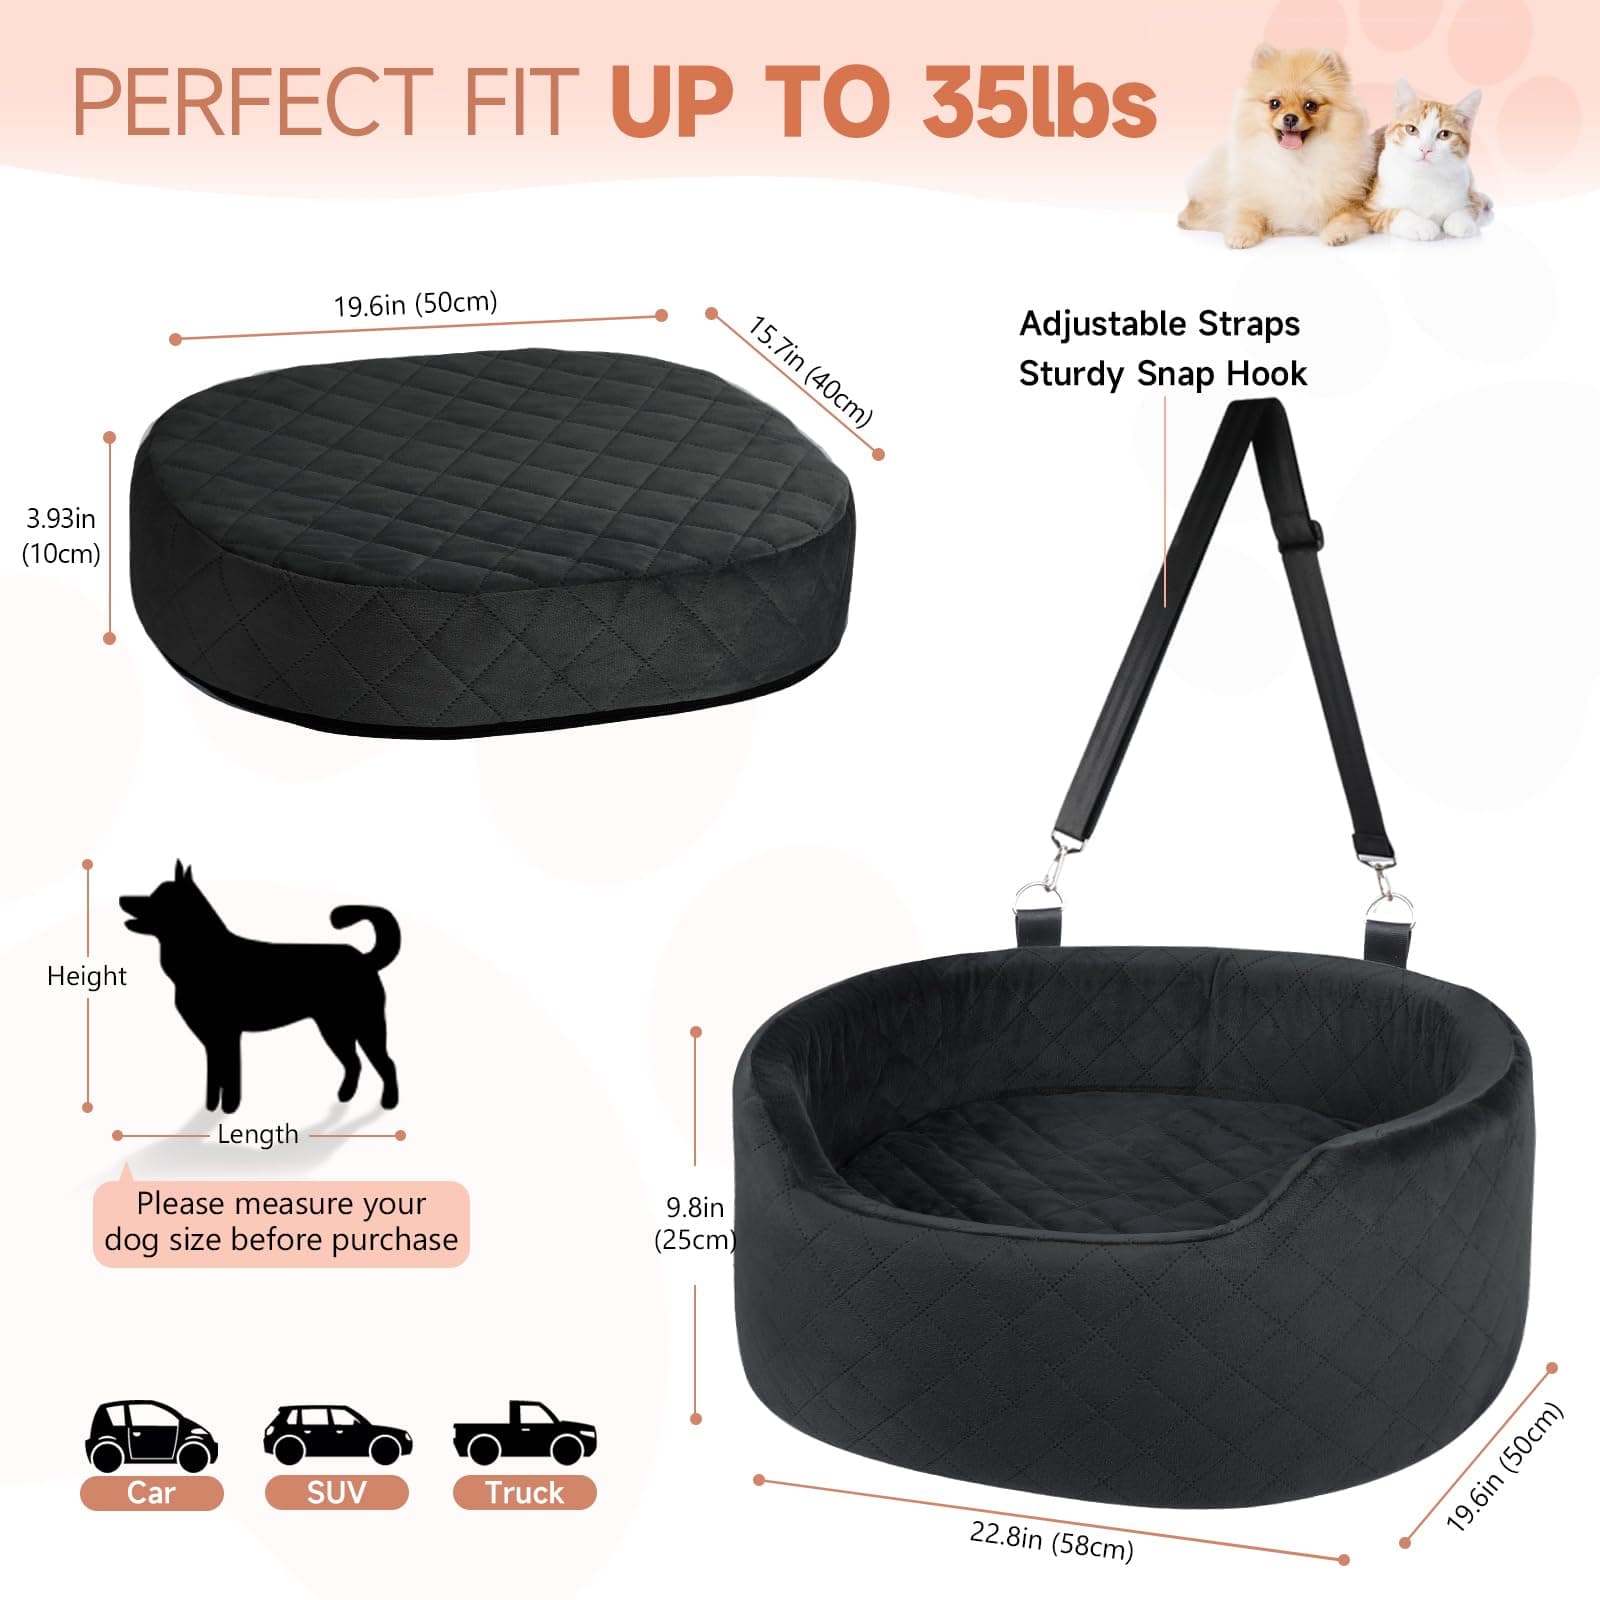 PERFECT FIT UP TO 35lbs
19.6in (50cm)
15.7in (40cm)
3.93in
(10cm)
Adjustable Straps
Sturdy Snap Hook
Height
Length
Please measure your
dog size before purchase
9.8in
(25cm)
22.8in (58cm)
19.6in (50cm)
Car
SUV
Truck